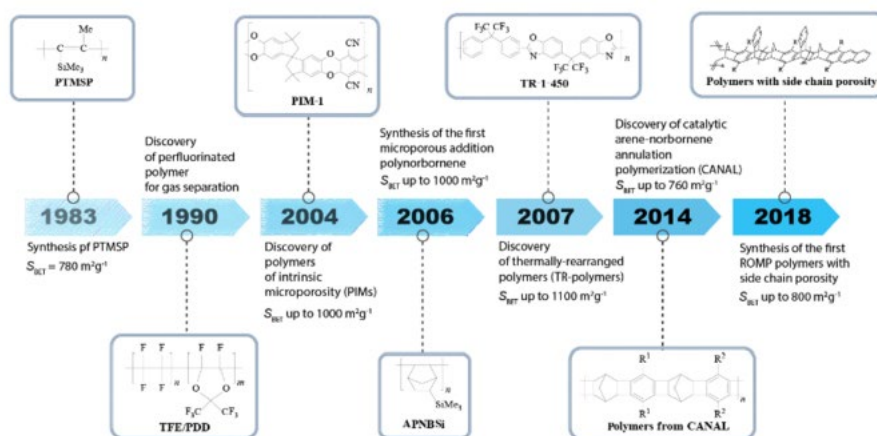 Me
C
C
n
SiMe₃
PTMSP
O
O
CN
O
O
CN
n
PIM-1
F₃C
CF₃
O
N
F₃C
CF₃
O
N
n
TR-1-450
R
R
R'
R'
Polymers with side chain porosity
Discovery
of perfluorinated
polymer
for gas separation
Synthesis of the first
microporous addition
polynorbornene
S_BET up to 1000 m²g⁻¹
Discovery of catalytic
arene-norbornene
annulation
polymerization (CANAL)
S_BET up to 760 m²g⁻¹
1983
1990
2004
2006
2007
2014
2018
Synthesis pf PTMSP
S_BET = 780 m²g⁻¹
Discovery of
polymers
of intrinsic
microporosity (PIMs)
S_BET up to 1000 m²g⁻¹
Discovery
of thermally-rearranged
polymers (TR-polymers)
S_BET up to 1100 m²g⁻¹
Synthesis of the first
ROMP polymers with
side chain porosity
S_BET up to 800 m²g⁻¹
F F
F F
F F
n
m
O
O
F₃C
CF₃
TFE/PDD
n
SiMe₃
APNBSi
R¹
R²
n
R¹
R²
Polymers from CANAL